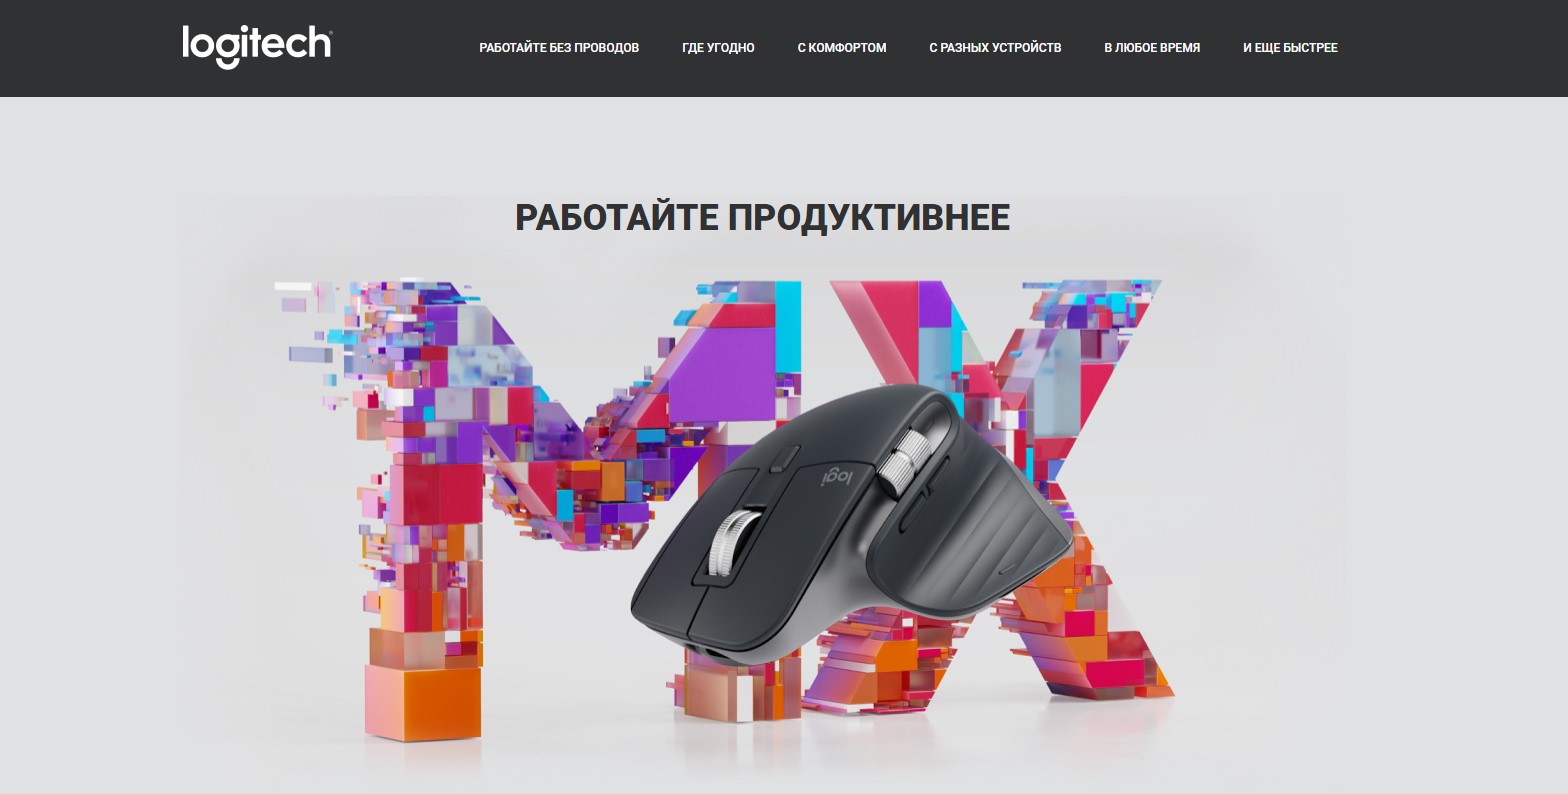 logitech
РАБОТАЙТЕ БЕЗ ПРОВОДОВ
ГДЕ УГОДНО
С КОМФОРТОМ
С РАЗНЫХ УСТРОЙСТВ
В ЛЮБОЕ ВРЕМЯ
И ЕЩЕ БЫСТРЕЕ
РАБОТАЙТЕ ПРОДУКТИВНЕЕ
MX
logi